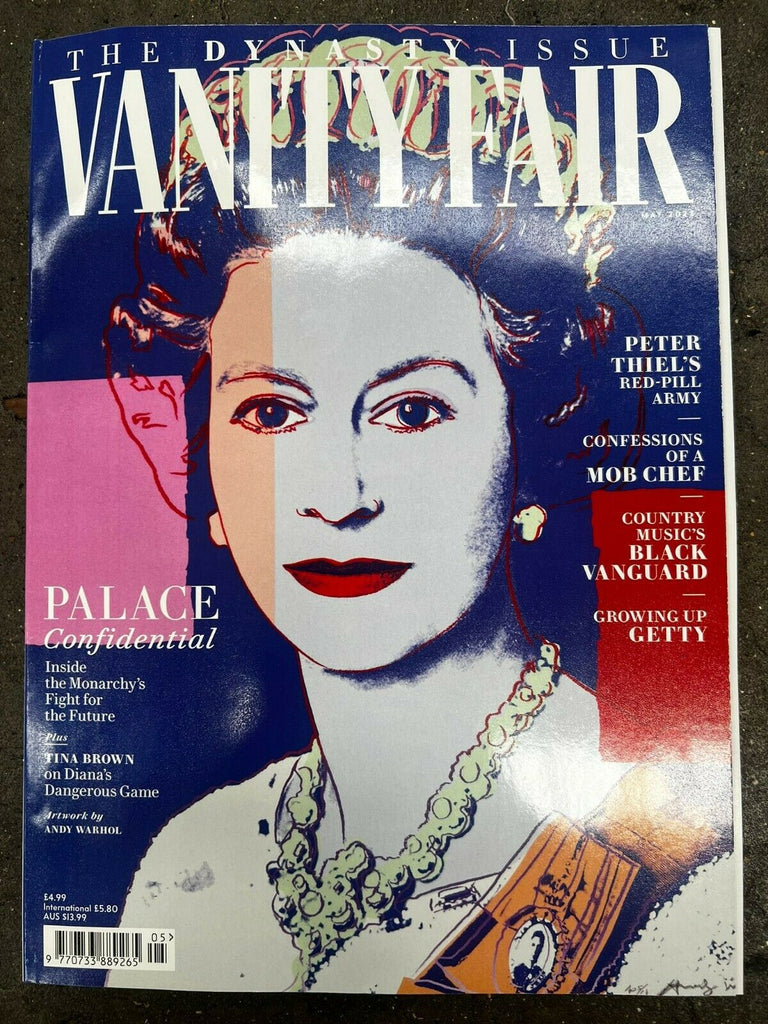 THE DYNASTY ISSUE
VANITY FAIR
MAY 2022
PETER
THIEL'S
RED-PILL
ARMY
CONFESSIONS
OF A
MOB CHEF
COUNTRY
MUSIC'S
BLACK
VANGUARD
GROWING UP
GETTY
PALACE
Confidential
Inside
the Monarchy's
Fight for
the Future
Plus
TINA BROWN
on Diana's
Dangerous Game
Artwork by
ANDY WARHOL
£4.99
International £5.80
AUS $13.99
05>
9 770733 889265